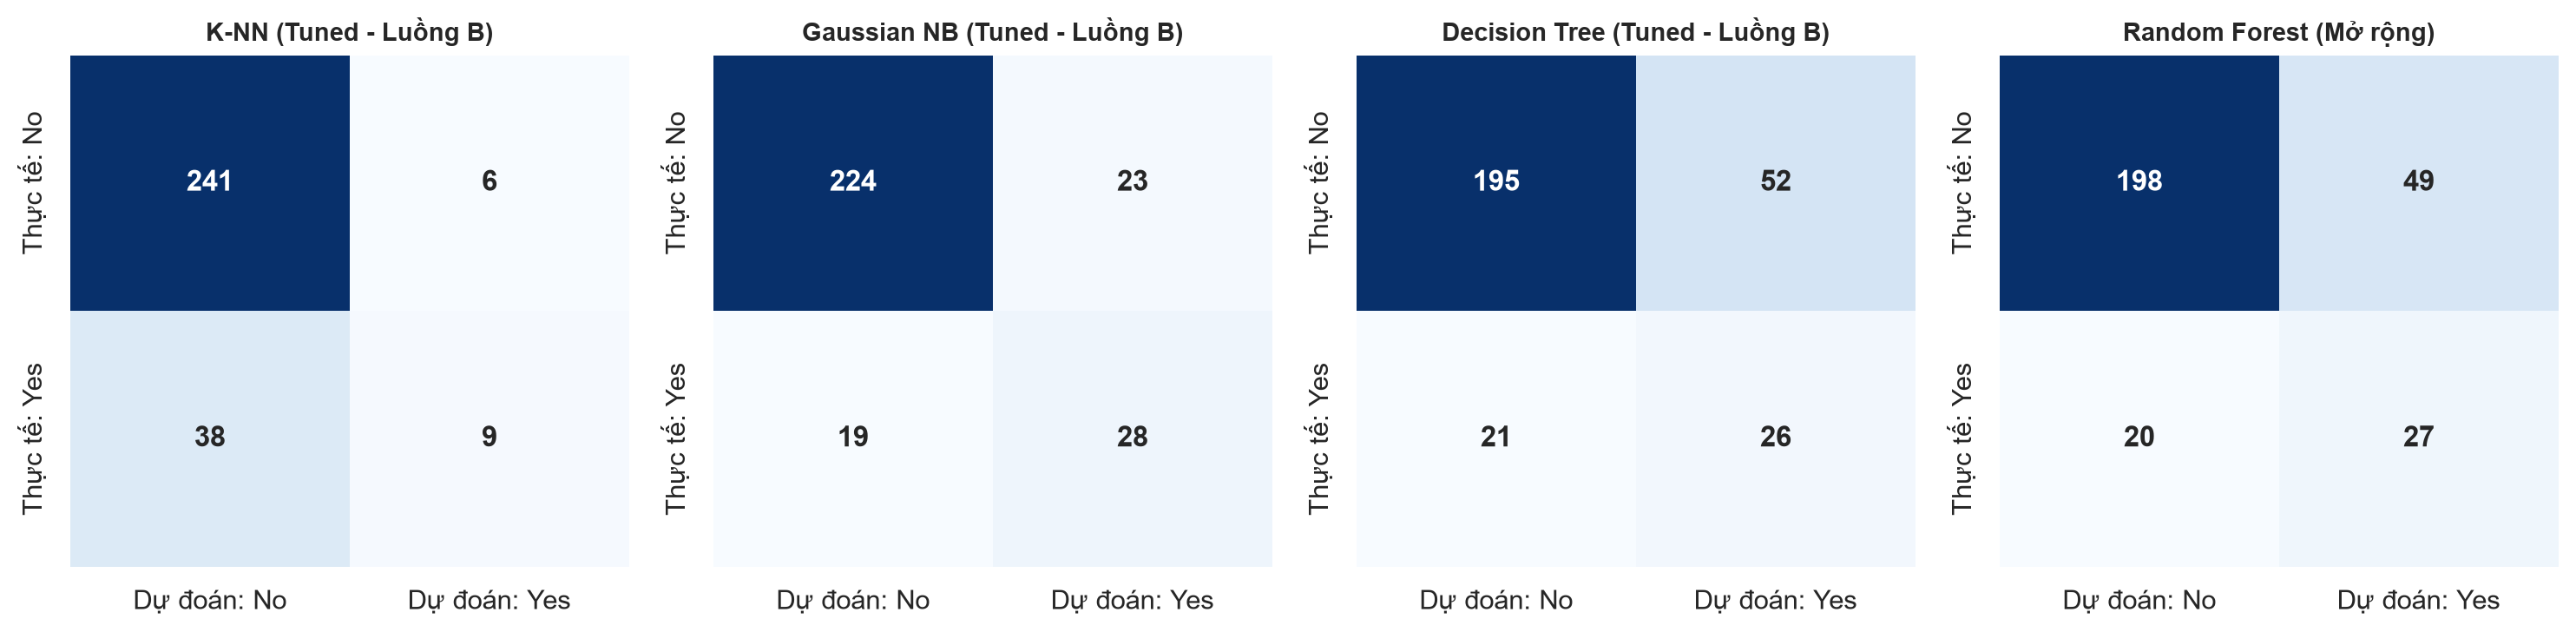 K-NN (Tuned - Luồng B)
Thực tế: No
241
6
Thực tế: Yes
38
9
Dự đoán: No
Dự đoán: Yes
Gaussian NB (Tuned - Luồng B)
Thực tế: No
224
23
Thực tế: Yes
19
28
Dự đoán: No
Dự đoán: Yes
Decision Tree (Tuned - Luồng B)
Thực tế: No
195
52
Thực tế: Yes
21
26
Dự đoán: No
Dự đoán: Yes
Random Forest (Mở rộng)
Thực tế: No
198
49
Thực tế: Yes
20
27
Dự đoán: No
Dự đoán: Yes